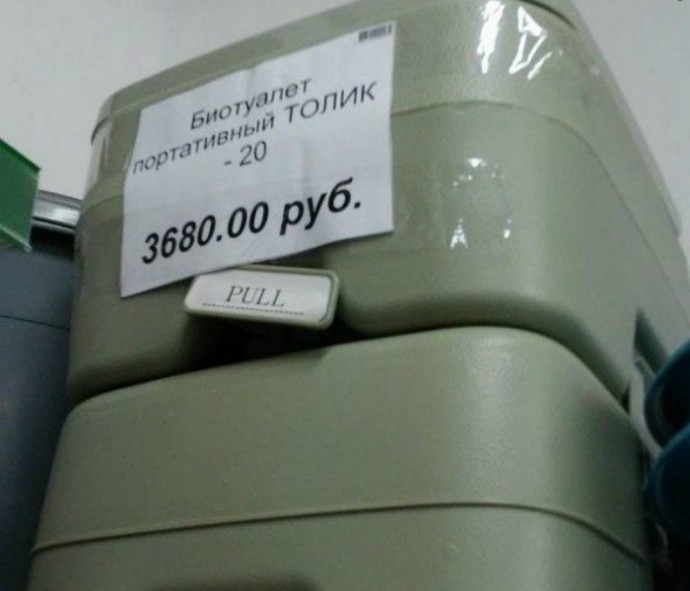 Биотуалет
портативный ТОЛИК
- 20
3680.00 руб.
PULL